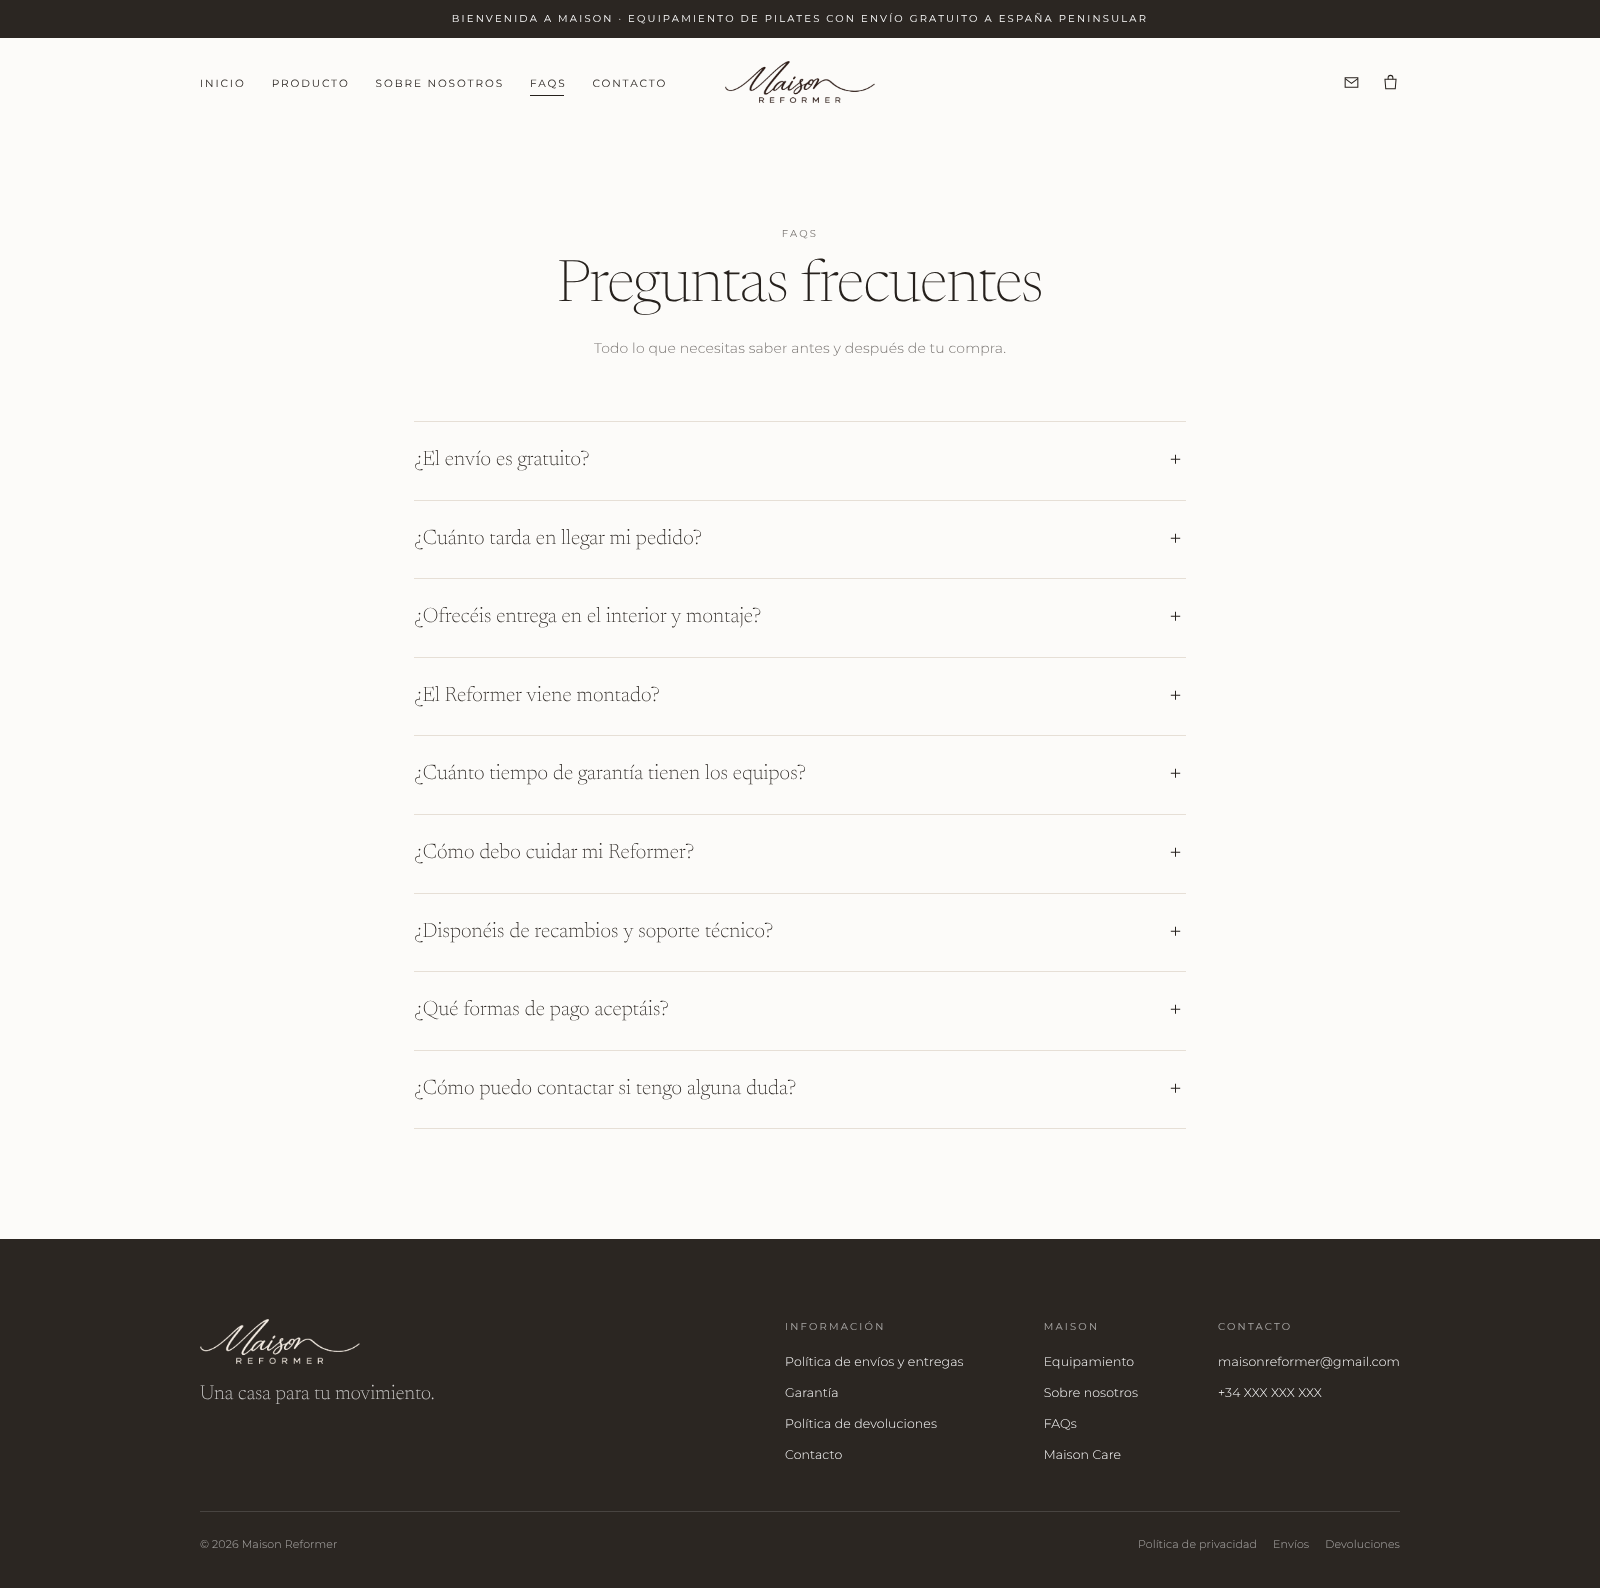 BIENVENIDA A MAISON · EQUIPAMIENTO DE PILATES CON ENVÍO GRATUITO A ESPAÑA PENINSULAR
INICIO PRODUCTO SOBRE NOSOTROS FAQS CONTACTO
Maison
REFORMER
FAQS
Preguntas frecuentes
Todo lo que necesitas saber antes y después de tu compra.
¿El envío es gratuito? +
¿Cuánto tarda en llegar mi pedido? +
¿Ofrecéis entrega en el interior y montaje? +
¿El Reformer viene montado? +
¿Cuánto tiempo de garantía tienen los equipos? +
¿Cómo debo cuidar mi Reformer? +
¿Disponéis de recambios y soporte técnico? +
¿Qué formas de pago aceptáis? +
¿Cómo puedo contactar si tengo alguna duda? +
Maison
REFORMER
Una casa para tu movimiento.
INFORMACIÓN
Política de envíos y entregas
Garantía
Política de devoluciones
Contacto
MAISON
Equipamiento
Sobre nosotros
FAQs
Maison Care
CONTACTO
maisonreformer@gmail.com
+34 XXX XXX XXX
© 2026 Maison Reformer
Política de privacidad Envíos Devoluciones